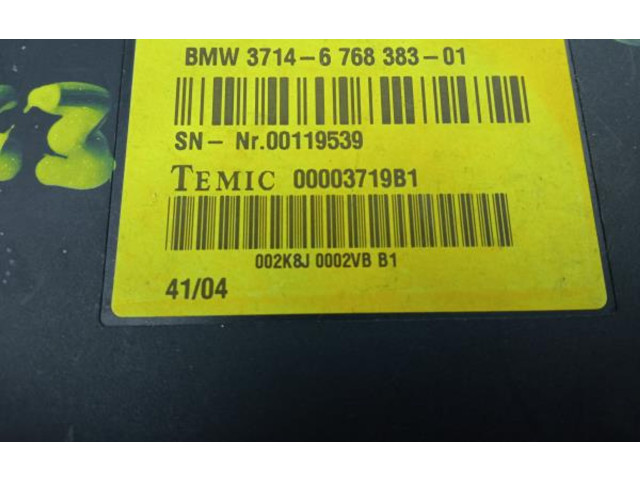 BMW 3714-6 768 383-01
SN- Nr.00119539
TEMIC 00003719B1
002K8J 0002VB B1
41/04